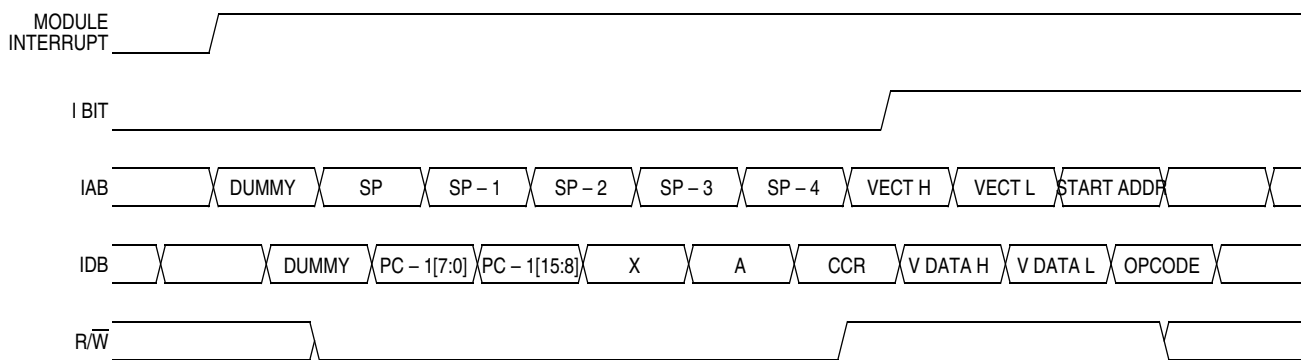 MODULE
INTERRUPT
I BIT
IAB DUMMY SP SP – 1 SP – 2 SP – 3 SP – 4 VECT H VECT L START ADDR
IDB DUMMY PC – 1[7:0] PC – 1[15:8] X A CCR V DATA H V DATA L OPCODE
R/W̅